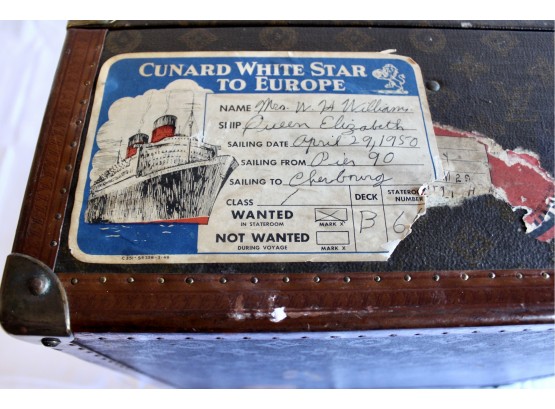 CUNARD WHITE STAR
TO EUROPE
NAME Mrs. W. H. Williams
SHIP Queen Elizabeth
SAILING DATE April 29, 1950
SAILING FROM Pier 90
SAILING TO Cherbourg
CLASS
DECK B
STATEROOM NUMBER 6
WANTED
IN STATEROOM
MARK X
NOT WANTED
DURING VOYAGE
MARK X